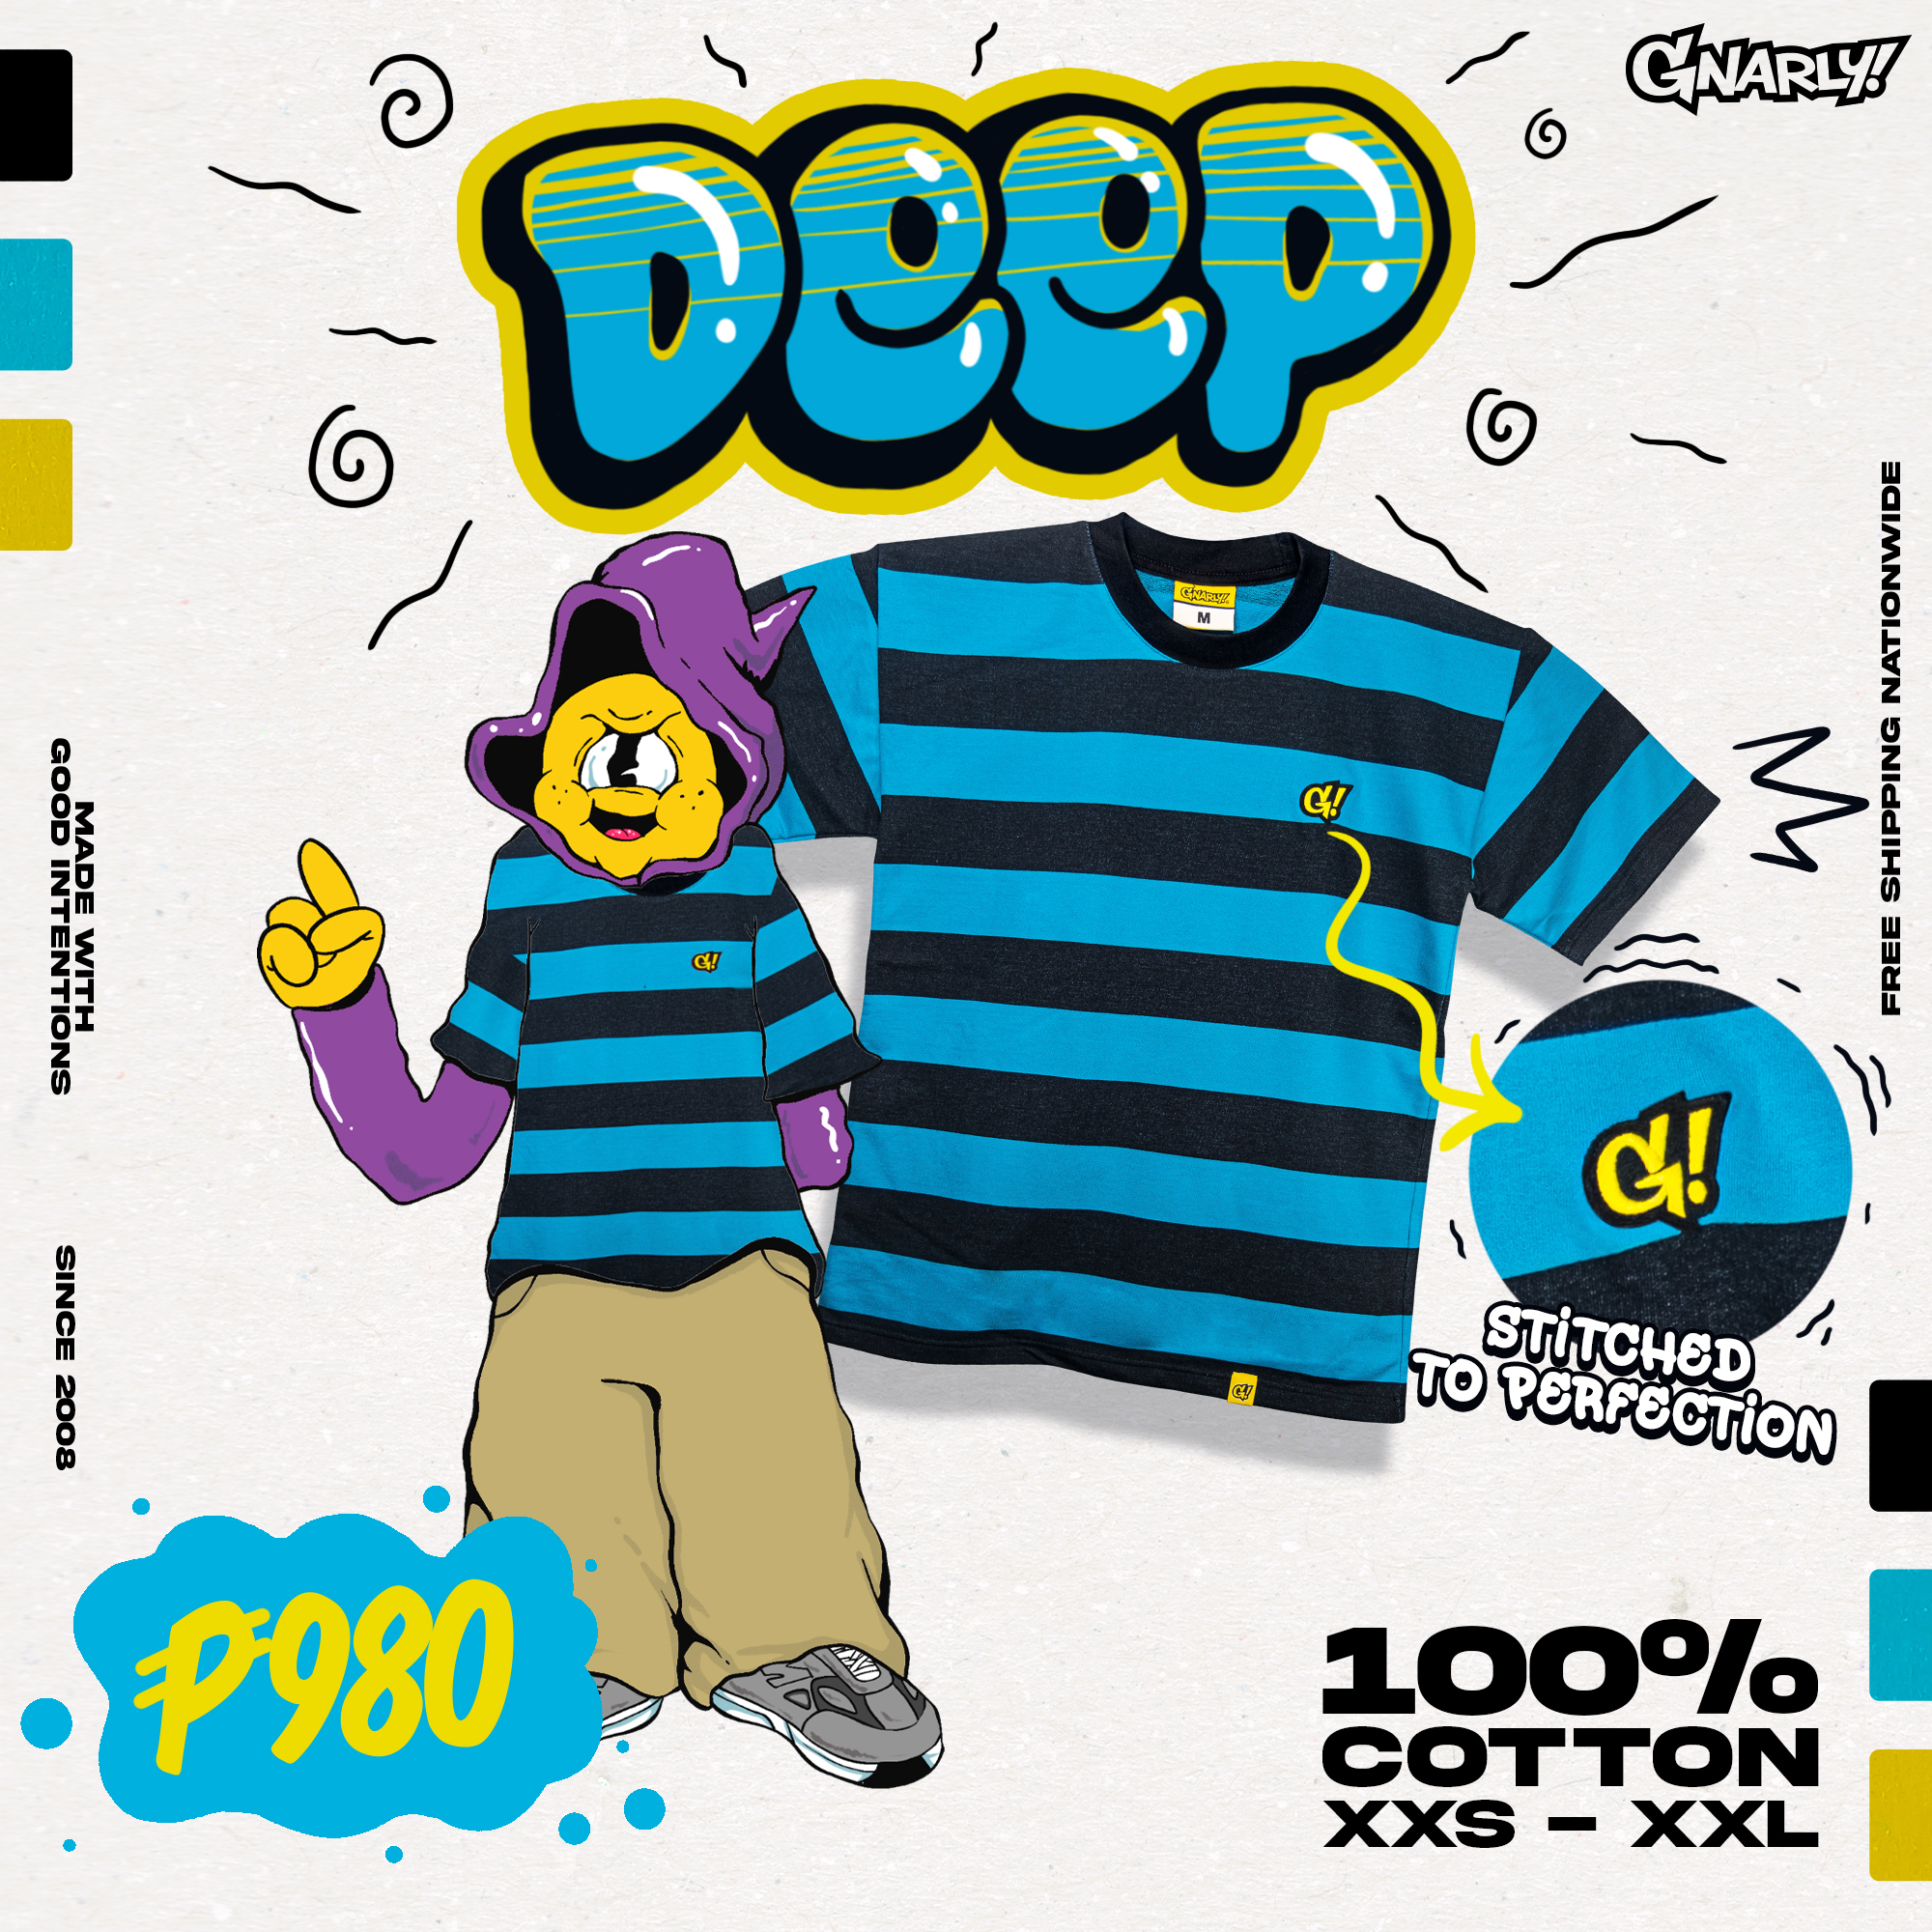 GNARLY!
DEEP
GNARLY!
M
G!
G!
G!
G!
STITCHED
TO PERFECTION
MADE WITH
GOOD INTENTIONS
SINCE 2008
FREE SHIPPING NATIONWIDE
₱980
100%
COTTON
XXS – XXL